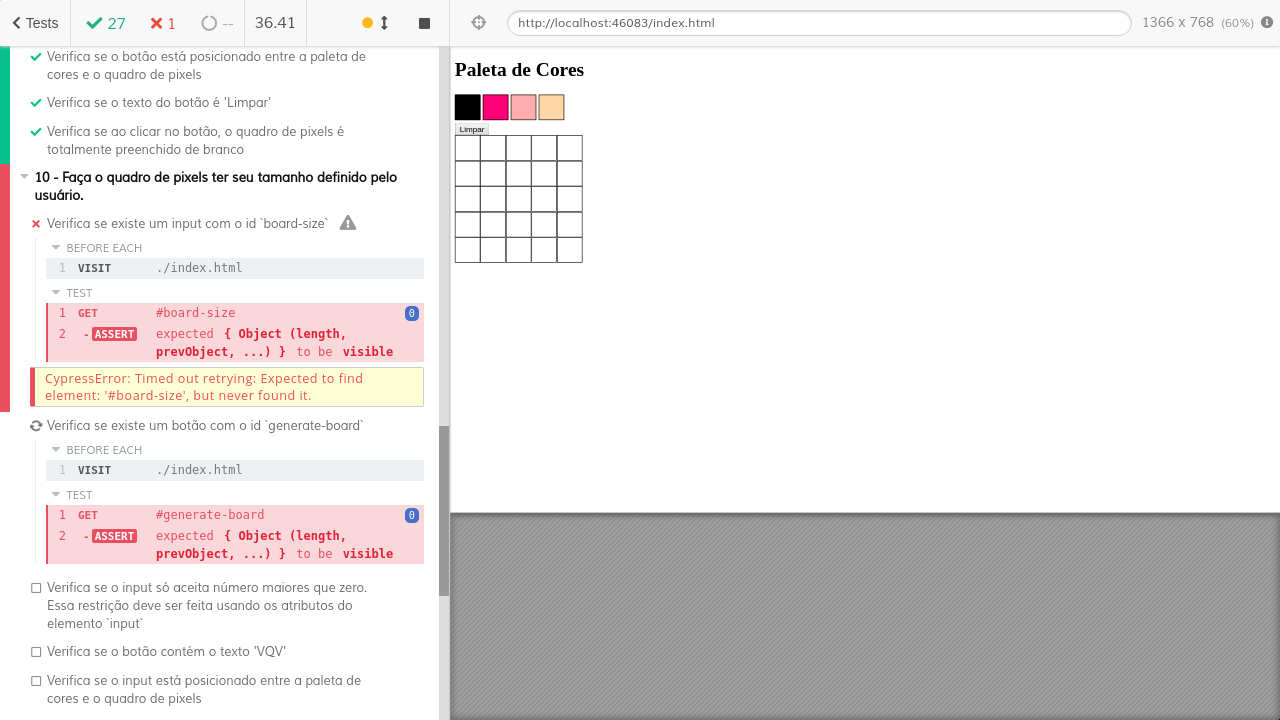 Tests
27
1
--
36.41
http://localhost:46083/index.html
1366 x 768 (60%)
Verifica se o botão está posicionado entre a paleta de
cores e o quadro de pixels
Verifica se o texto do botão é 'Limpar'
Verifica se ao clicar no botão, o quadro de pixels é
totalmente preenchido de branco
10 - Faça o quadro de pixels ter seu tamanho definido pelo
usuário.
Verifica se existe um input com o id `board-size`
BEFORE EACH
1 VISIT ./index.html
TEST
1 GET #board-size 0
2 -ASSERT expected { Object (length,
prevObject, ...) } to be visible
CypressError: Timed out retrying: Expected to find
element: '#board-size', but never found it.
Verifica se existe um botão com o id `generate-board`
BEFORE EACH
1 VISIT ./index.html
TEST
1 GET #generate-board 0
2 -ASSERT expected { Object (length,
prevObject, ...) } to be visible
Verifica se o input só aceita número maiores que zero.
Essa restrição deve ser feita usando os atributos do
elemento `input`
Verifica se o botão contém o texto 'VQV'
Verifica se o input está posicionado entre a paleta de
cores e o quadro de pixels
Paleta de Cores
Limpar